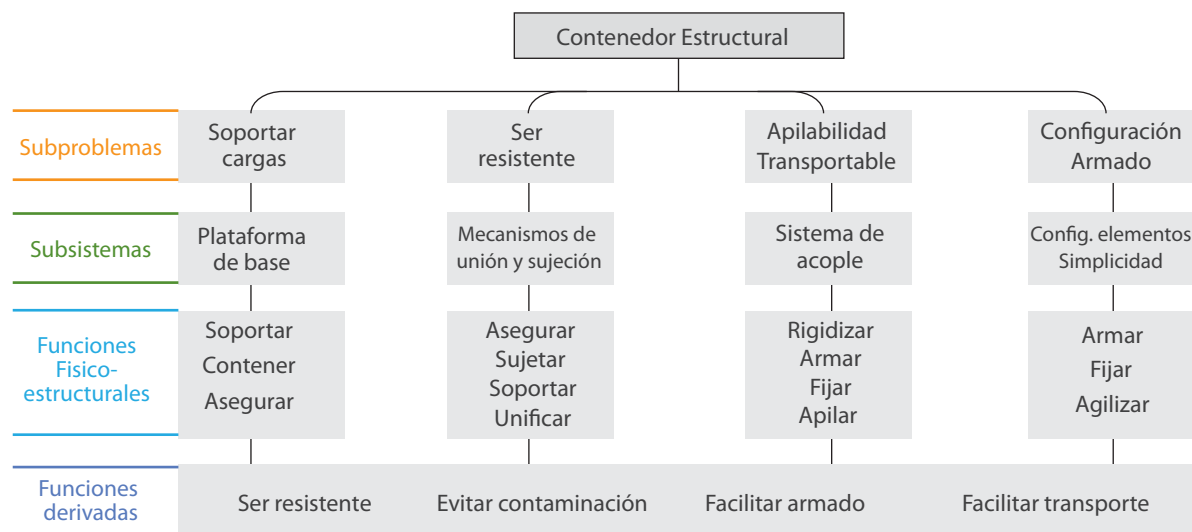 Contenedor Estructural
Subproblemas
Soportar
cargas
Ser
resistente
Apilabilidad
Transportable
Configuración
Armado
Subsistemas
Plataforma
de base
Mecanismos de
unión y sujeción
Sistema de
acople
Config. elementos
Simplicidad
Funciones
Fisico-
estructurales
Soportar
Contener
Asegurar
Asegurar
Sujetar
Soportar
Unificar
Rigidizar
Armar
Fijar
Apilar
Armar
Fijar
Agilizar
Funciones
derivadas
Ser resistente
Evitar contaminación
Facilitar armado
Facilitar transporte